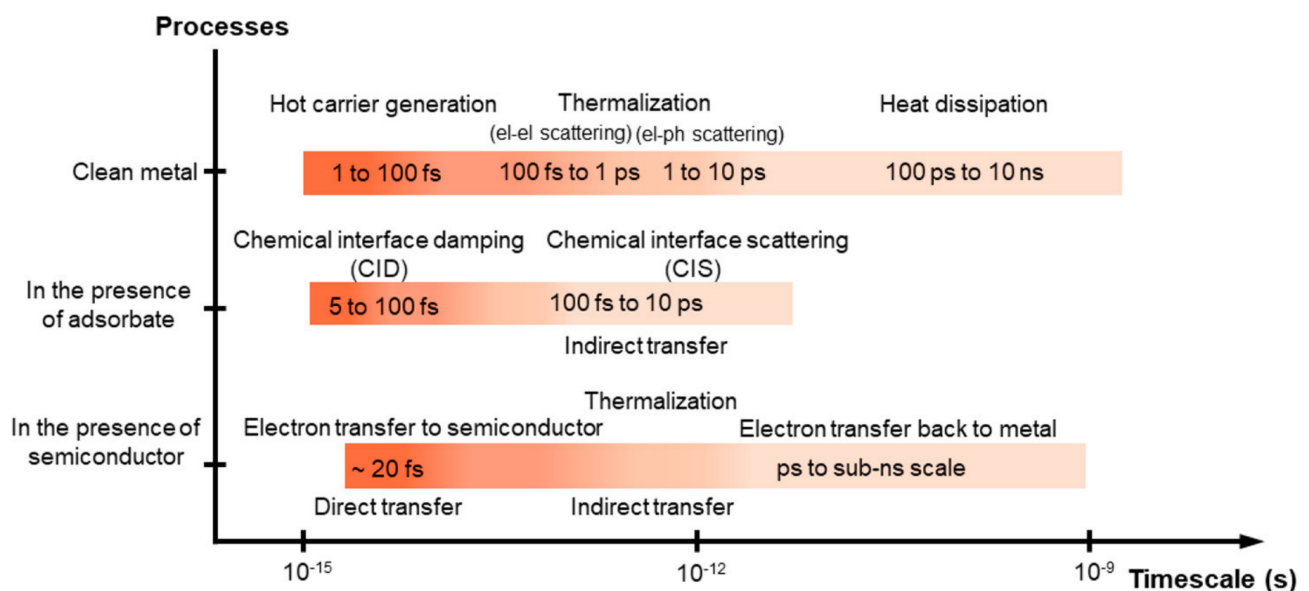 Processes
Hot carrier generation
Thermalization
Heat dissipation
(el-el scattering) (el-ph scattering)
Clean metal
1 to 100 fs
100 fs to 1 ps
1 to 10 ps
100 ps to 10 ns
Chemical interface damping
(CID)
Chemical interface scattering
(CIS)
In the presence
of adsorbate
5 to 100 fs
100 fs to 10 ps
Indirect transfer
Thermalization
In the presence of
semiconductor
Electron transfer to semiconductor
Electron transfer back to metal
~ 20 fs
ps to sub-ns scale
Direct transfer
Indirect transfer
10⁻¹⁵
10⁻¹²
10⁻⁹
Timescale (s)